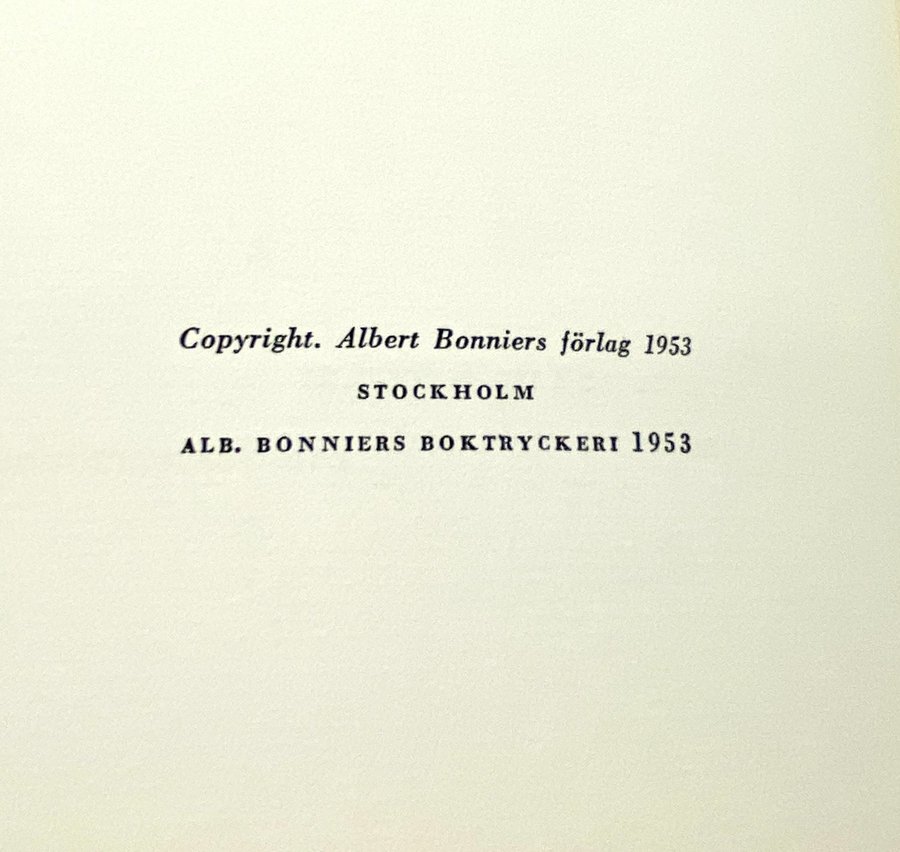 Copyright. Albert Bonniers förlag 1953
STOCKHOLM
ALB. BONNIERS BOKTRYCKERI 1953